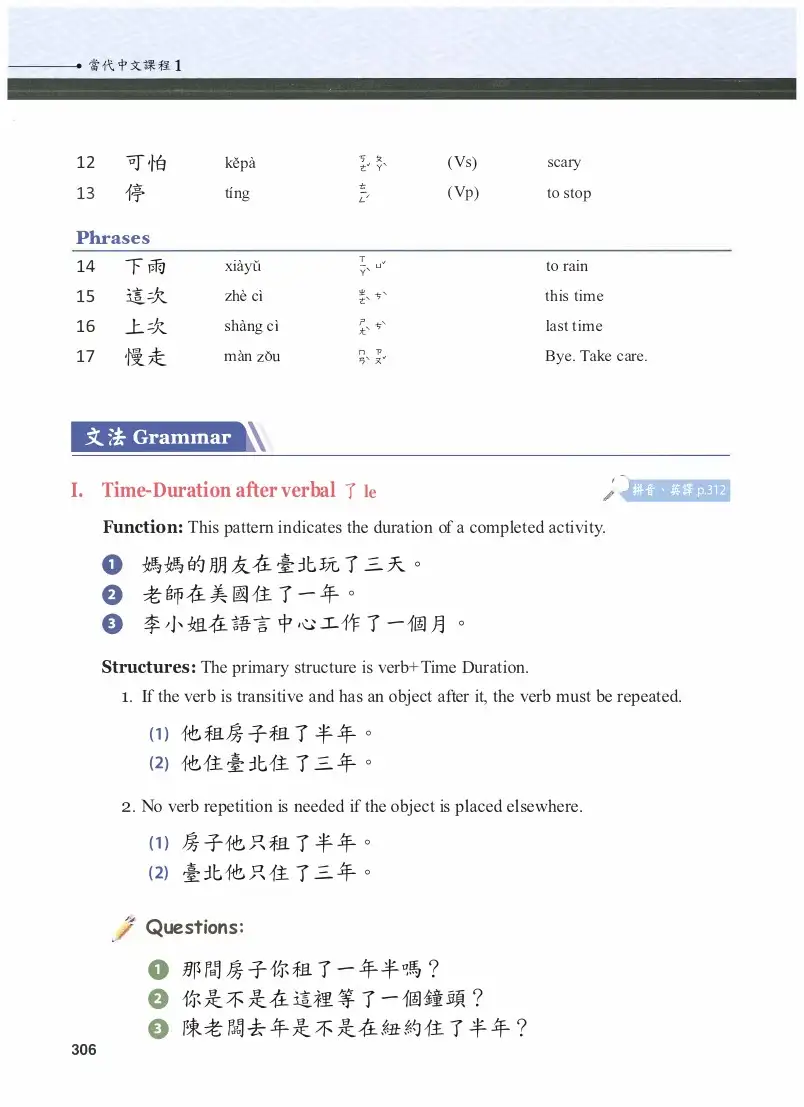 當代中文課程 1
12 可怕 kěpà ㄎㄜˇ ㄆㄚˋ (Vs) scary
13 停 tíng ㄊㄧㄥˊ (Vp) to stop
Phrases
14 下雨 xiàyǔ ㄒㄧㄚˋ ㄩˇ to rain
15 這次 zhè cì ㄓㄜˋ ㄘˋ this time
16 上次 shàng cì ㄕㄤˋ ㄘˋ last time
17 慢走 màn zǒu ㄇㄢˋ ㄗㄡˇ Bye. Take care.
文法 Grammar
I. Time-Duration after verbal 了 le
拼音、英譯 p.312
Function: This pattern indicates the duration of a completed activity.
1 媽媽的朋友在臺北玩了三天。
2 老師在美國住了一年。
3 李小姐在語言中心工作了一個月。
Structures: The primary structure is verb+Time Duration.
1. If the verb is transitive and has an object after it, the verb must be repeated.
(1) 他租房子租了半年。
(2) 他住臺北住了三年。
2. No verb repetition is needed if the object is placed elsewhere.
(1) 房子他只租了半年。
(2) 臺北他只住了三年。
Questions:
1 那間房子你租了一年半嗎？
2 你是不是在這裡等了一個鐘頭？
3 陳老闆去年是不是在紐約住了半年？
306